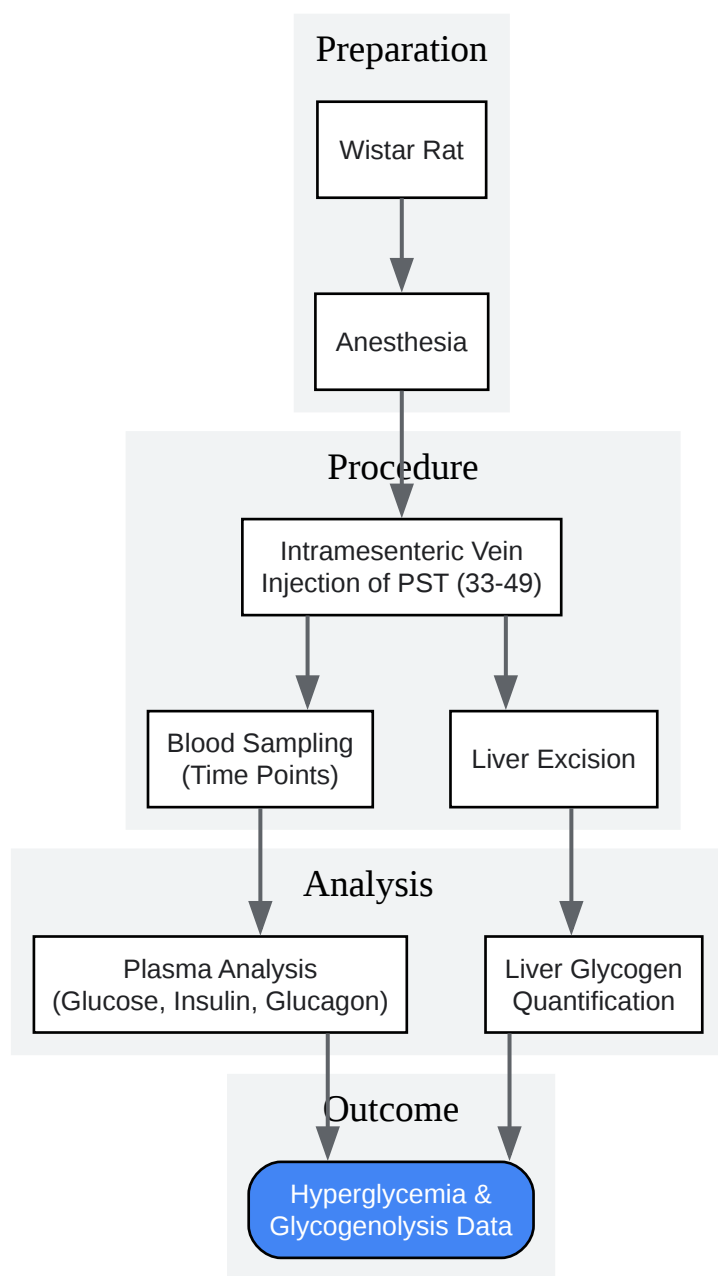 Preparation
Wistar Rat
Anesthesia
Procedure
Intramesenteric Vein
Injection of PST (33-49)
Blood Sampling
(Time Points)
Liver Excision
Analysis
Plasma Analysis
(Glucose, Insulin, Glucagon)
Liver Glycogen
Quantification
Outcome
Hyperglycemia &
Glycogenolysis Data